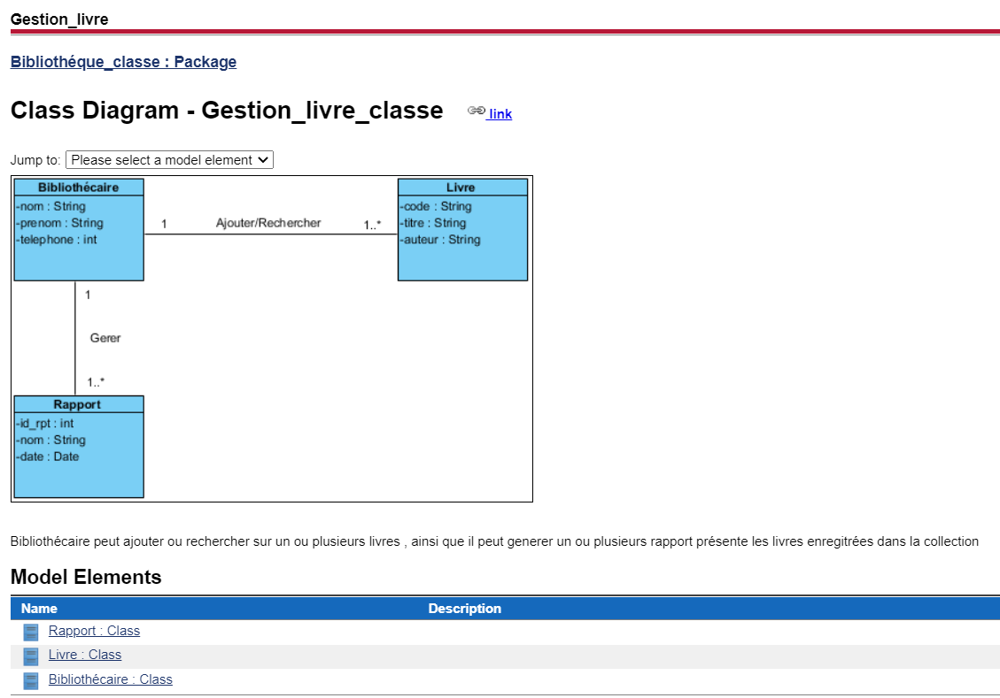 Gestion_livre
Bibliothéque_classe : Package
Class Diagram - Gestion_livre_classe link
Jump to: Please select a model element
Bibliothécaire
-nom : String
-prenom : String
-telephone : int
1 Ajouter/Rechercher 1..*
Livre
-code : String
-titre : String
-auteur : String
1
Gerer
1..*
Rapport
-id_rpt : int
-nom : String
-date : Date
Bibliothécaire peut ajouter ou rechercher sur un ou plusieurs livres , ainsi que il peut generer un ou plusieurs rapport présente les livres enregitrées dans la collection
Model Elements
Name Description
Rapport : Class
Livre : Class
Bibliothécaire : Class